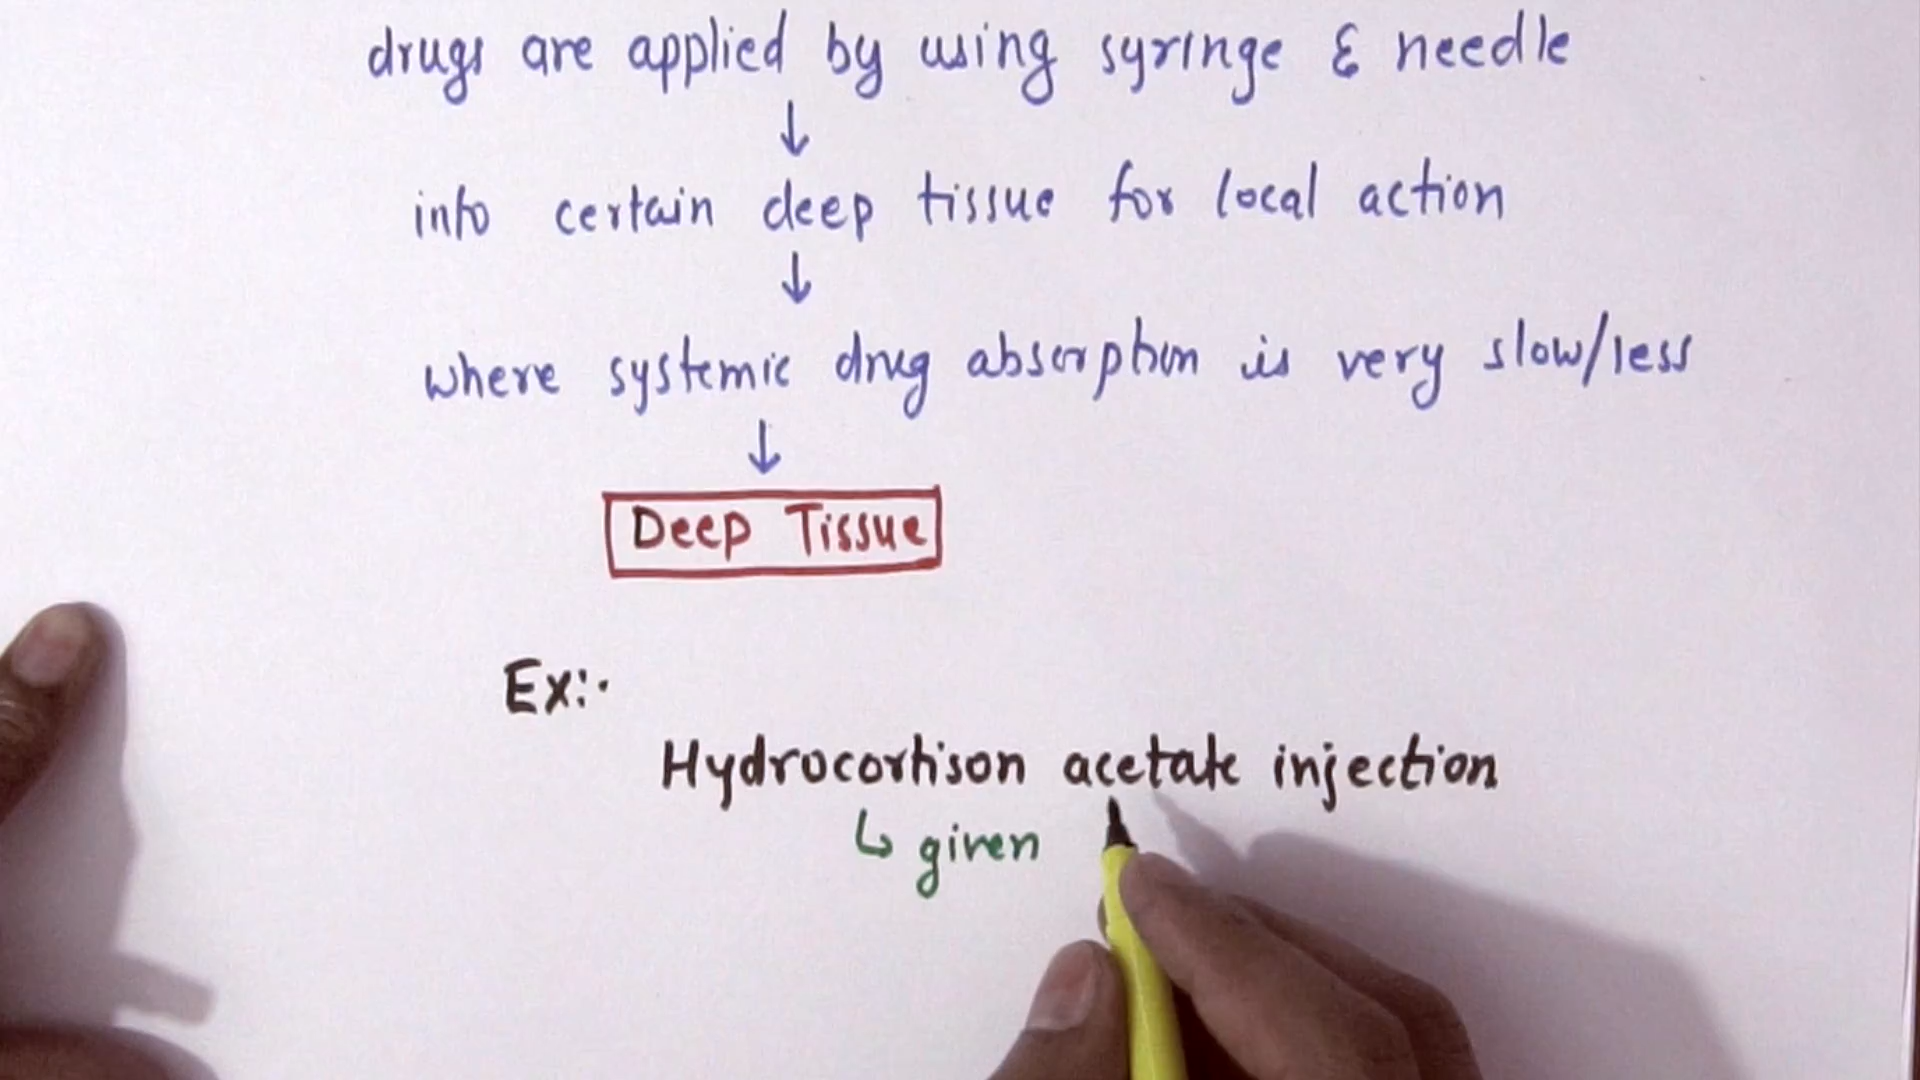 drugs are applied by using syringe & needle
↓
into certain deep tissue for local action
↓
where systemic drug absorption is very slow/less
↓
Deep Tissue
Ex:-
Hydrocortison acetate injection
↳ given